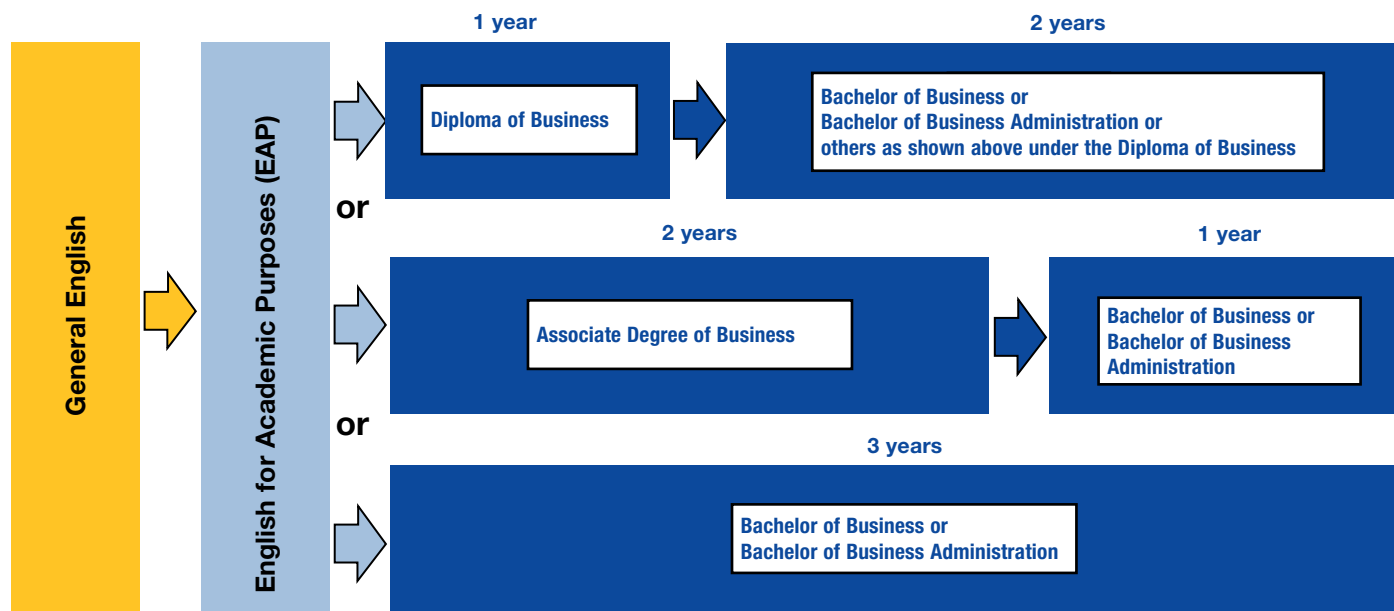 General English
English for Academic Purposes (EAP)
1 year
Diploma of Business
2 years
Bachelor of Business or
Bachelor of Business Administration or
others as shown above under the Diploma of Business
or
2 years
Associate Degree of Business
1 year
Bachelor of Business or
Bachelor of Business
Administration
or
3 years
Bachelor of Business or
Bachelor of Business Administration